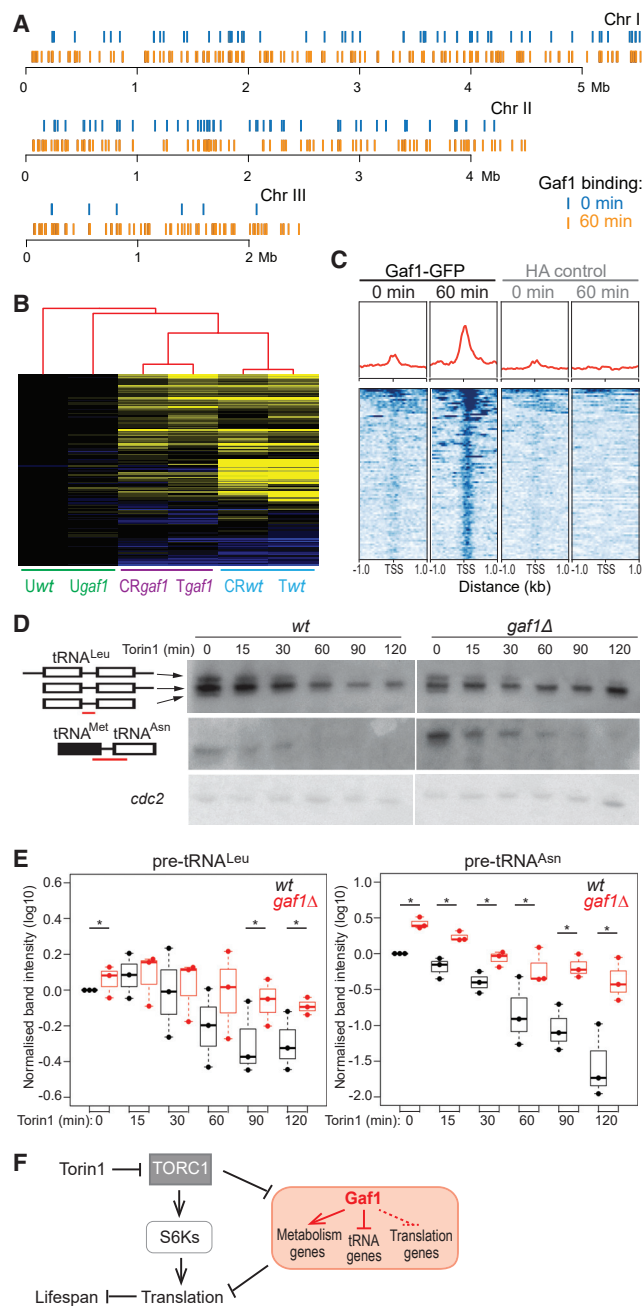 A
Chr I
0 1 2 3 4 5 Mb
Chr II
0 1 2 3 4 Mb
Chr III
0 1 2 Mb
Gaf1 binding:
0 min
60 min
B
Uwt Ugaf1 CRgaf1 Tgaf1 CRwt Twt
C
Gaf1-GFP HA control
0 min 60 min 0 min 60 min
-1.0 TSS 1.0 -1.0 TSS 1.0 -1.0 TSS 1.0 -1.0 TSS 1.0
Distance (kb)
D
wt gaf1Δ
Torin1 (min) 0 15 30 60 90 120 0 15 30 60 90 120
tRNALeu
tRNAMet tRNAAsn
cdc2
E
pre-tRNALeu
wt
gaf1Δ
* * *
Normalised band intensity (log10)
0.6
0.4
0.2
0.0
-0.2
-0.4
-0.6
Torin1 (min): 0 15 30 60 90 120
pre-tRNAAsn
wt
gaf1Δ
* * * * * *
Normalised band intensity (log10)
1.0
0.5
0.0
-0.5
-1.0
-1.5
-2.0
Torin1 (min): 0 15 30 60 90 120
F
Torin1 TORC1
S6Ks
Lifespan Translation
Gaf1
Metabolism genes
tRNA genes
Translation genes